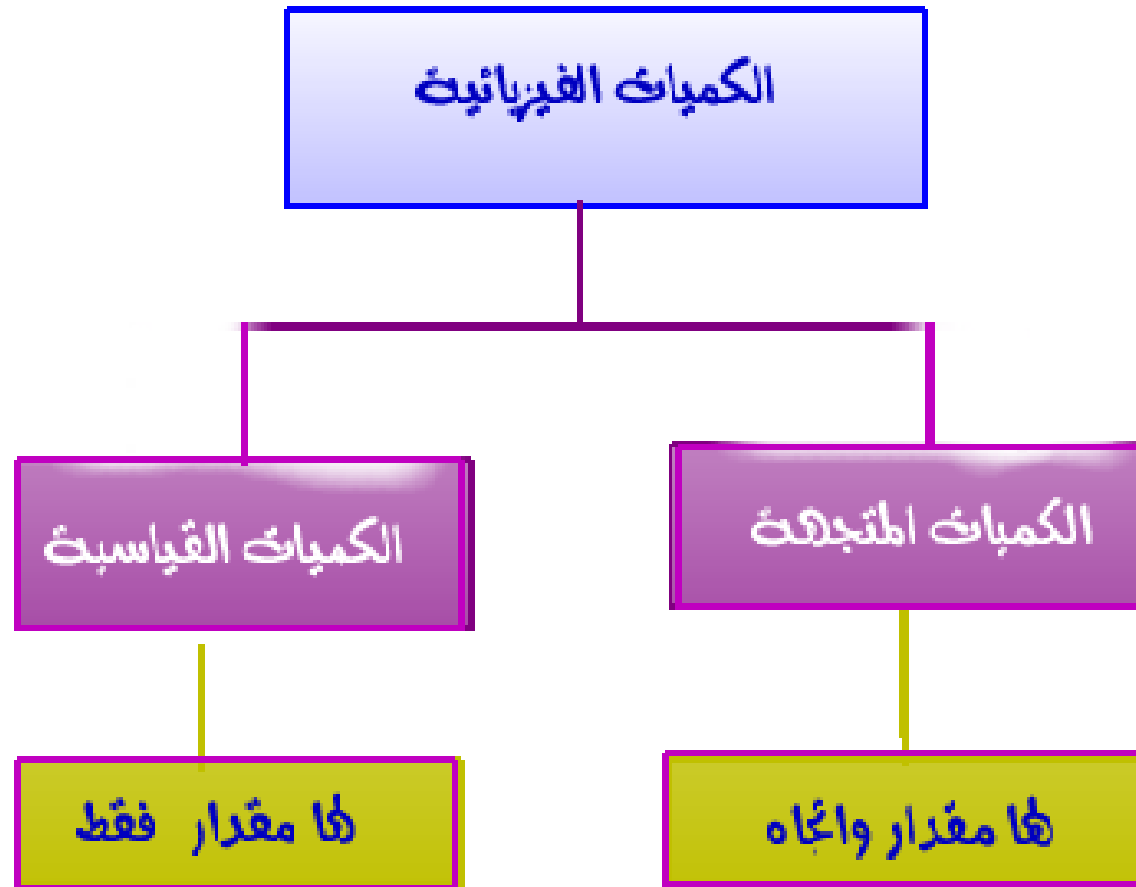 الكميات الفيزيائية
الكميات المتجهة
الكميات القياسية
لها مقدار واتجاه
لها مقدار فقط